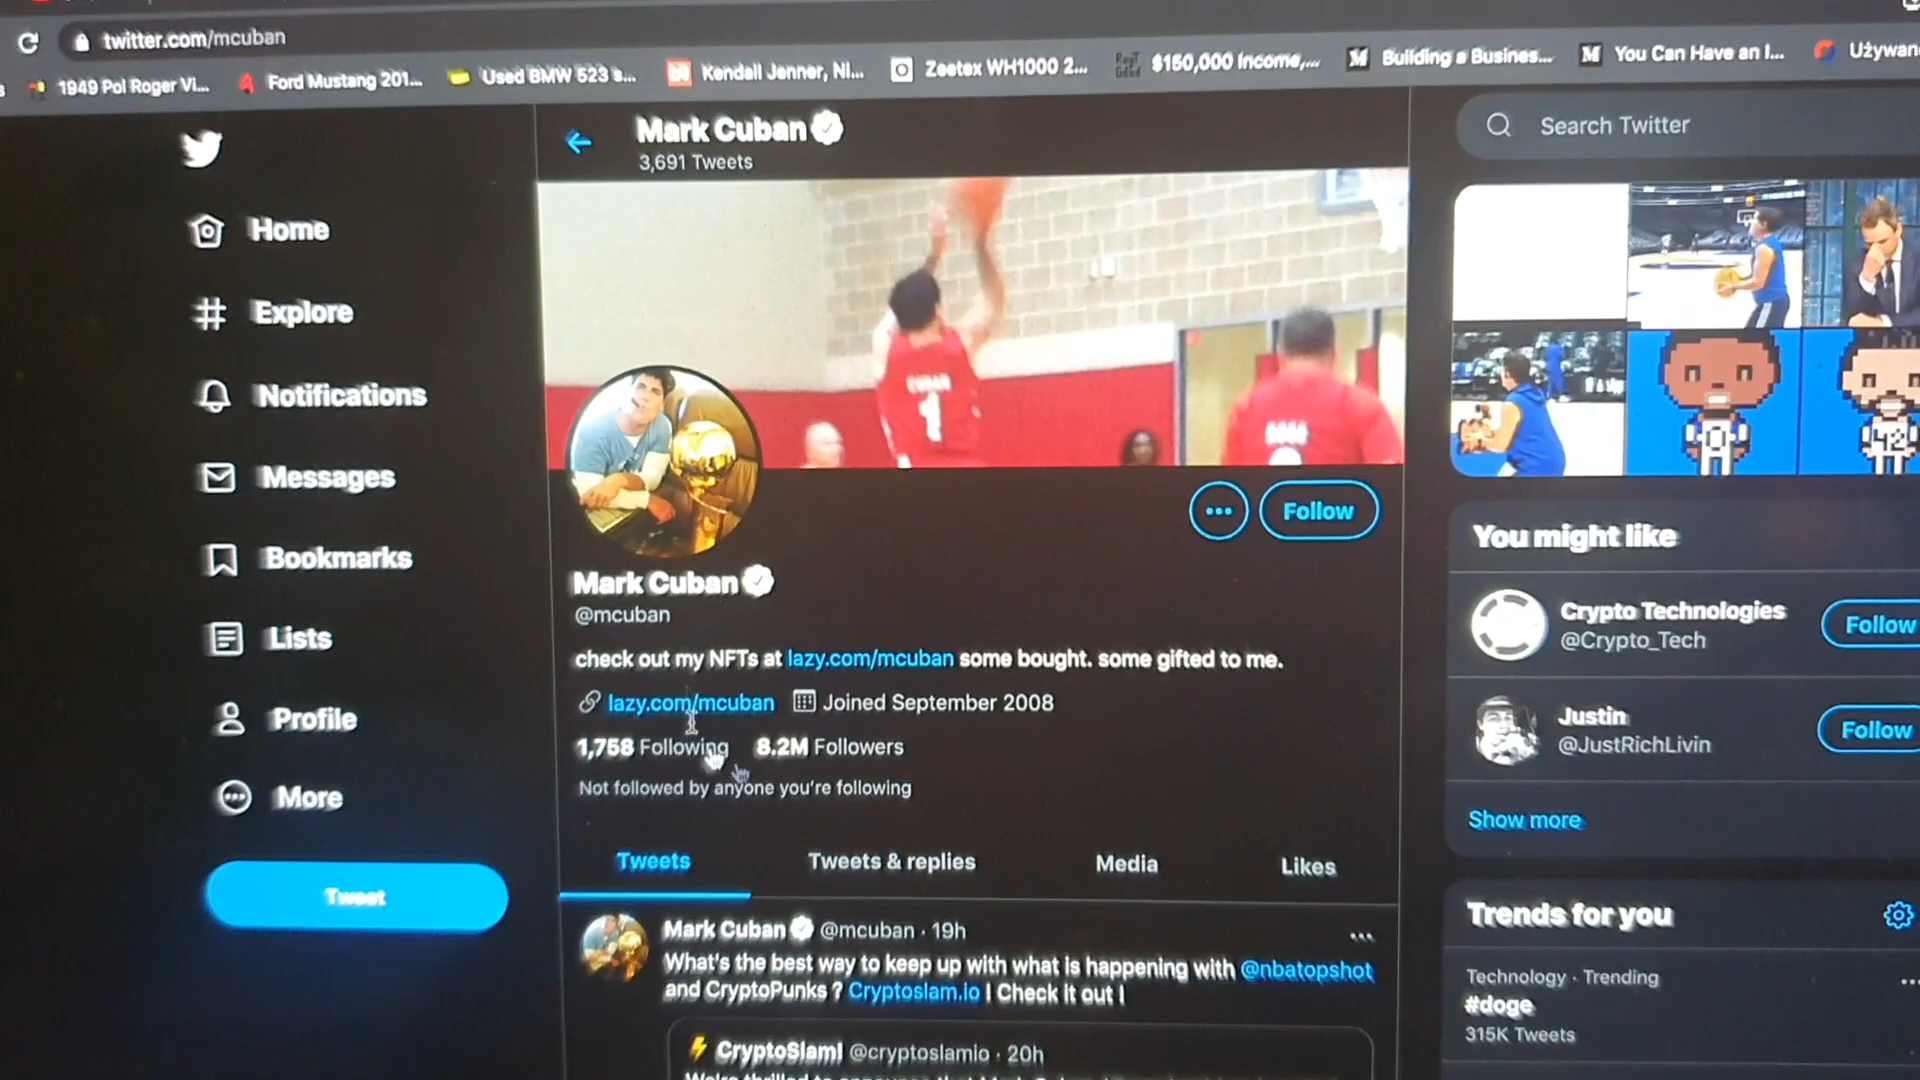 twitter.com/mcuban
1949 Pol Roger Vi...
Ford Mustang 201...
Used BMW 523 s...
Kendall Jenner, Ni...
Zeetex WH1000 2...
$150,000 Income,...
Building a Busines...
You Can Have an I...
Używan
Mark Cuban
3,691 Tweets
Search Twitter
Home
Explore
Notifications
Messages
Bookmarks
Lists
Profile
More
Tweet
CUBAN
1
Follow
Mark Cuban
@mcuban
check out my NFTs at lazy.com/mcuban some bought. some gifted to me.
lazy.com/mcuban Joined September 2008
1,758 Following 8.2M Followers
Not followed by anyone you're following
Tweets
Tweets & replies
Media
Likes
Mark Cuban @mcuban · 19h
What's the best way to keep up with what is happening with @nbatopshot
and CryptoPunks ? Cryptoslam.io ! Check it out !
CryptoSlam! @cryptoslamio · 20h
0
42
You might like
Crypto Technologies
@Crypto_Tech
Follow
Justin
@JustRichLivin
Follow
Show more
Trends for you
Technology · Trending
#doge
315K Tweets